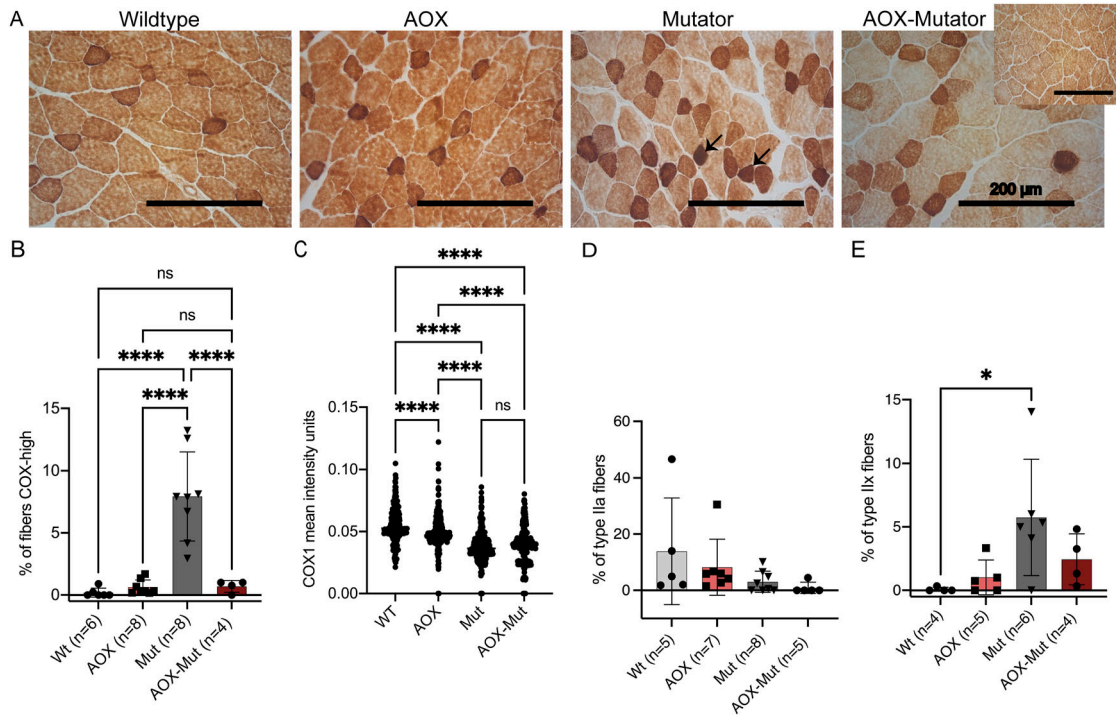 A
Wildtype
AOX
Mutator
AOX-Mutator
200 µm
B
ns
ns
****
****
****
% of fibers COX-high
15
10
5
0
Wt (n=6)
AOX (n=8)
Mut (n=8)
AOX-Mut (n=4)
C
****
****
****
****
****
ns
COX1 mean intensity units
0.15
0.10
0.05
0.00
WT
AOX
Mut
AOX-Mut
D
% of type IIa fibers
60
40
20
0
Wt (n=5)
AOX (n=7)
Mut (n=8)
AOX-Mut (n=5)
E
*
% of type IIx fibers
15
10
5
0
Wt (n=4)
AOX (n=5)
Mut (n=6)
AOX-Mut (n=4)